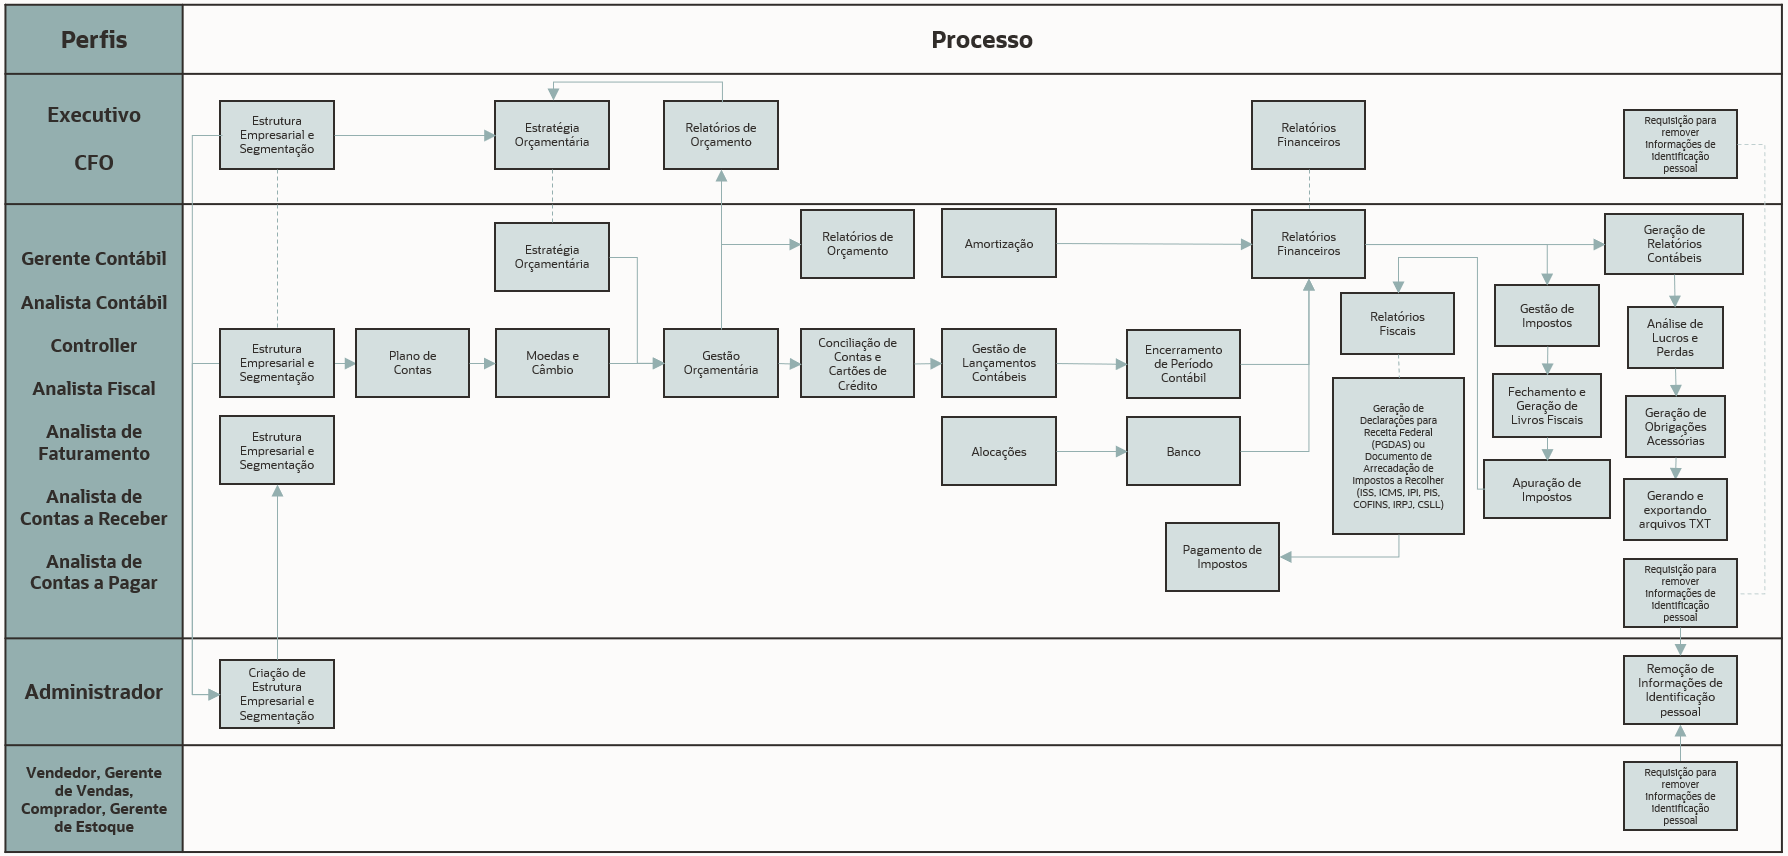 Perfis
Processo
Executivo
CFO
Estrutura
Empresarial e
Segmentação
Estratégia
Orçamentária
Relatórios de
Orçamento
Relatórios
Financeiros
Requisição para
remover
Informações de
Identificação
pessoal
Gerente Contábil
Analista Contábil
Controller
Analista Fiscal
Analista de
Faturamento
Analista de
Contas a Receber
Analista de
Contas a Pagar
Estratégia
Orçamentária
Relatórios de
Orçamento
Amortização
Relatórios
Financeiros
Geração de
Relatórios
Contábeis
Relatórios
Fiscais
Gestão de
Impostos
Análise de
Lucros e
Perdas
Estrutura
Empresarial e
Segmentação
Plano de
Contas
Moedas e
Câmbio
Gestão
Orçamentária
Conciliação de
Contas e
Cartões de
Crédito
Gestão de
Lançamentos
Contábeis
Encerramento
de Período
Contábil
Geração de
Declarações para
Receita Federal
(PGDAS) ou
Documento de
Arrecadação de
Impostos a Recolher
(ISS, ICMS, IPI, PIS,
COFINS, IRPJ, CSLL)
Fechamento e
Geração de
Livros Fiscais
Geração de
Obrigações
Acessórias
Estrutura
Empresarial e
Segmentação
Alocações
Banco
Apuração de
Impostos
Gerando e
exportando
arquivos TXT
Pagamento de
Impostos
Requisição para
remover
Informações de
Identificação
pessoal
Administrador
Criação de
Estrutura
Empresarial e
Segmentação
Remoção de
Informações de
Identificação
pessoal
Vendedor, Gerente
de Vendas,
Comprador, Gerente
de Estoque
Requisição para
remover
Informações de
Identificação
pessoal